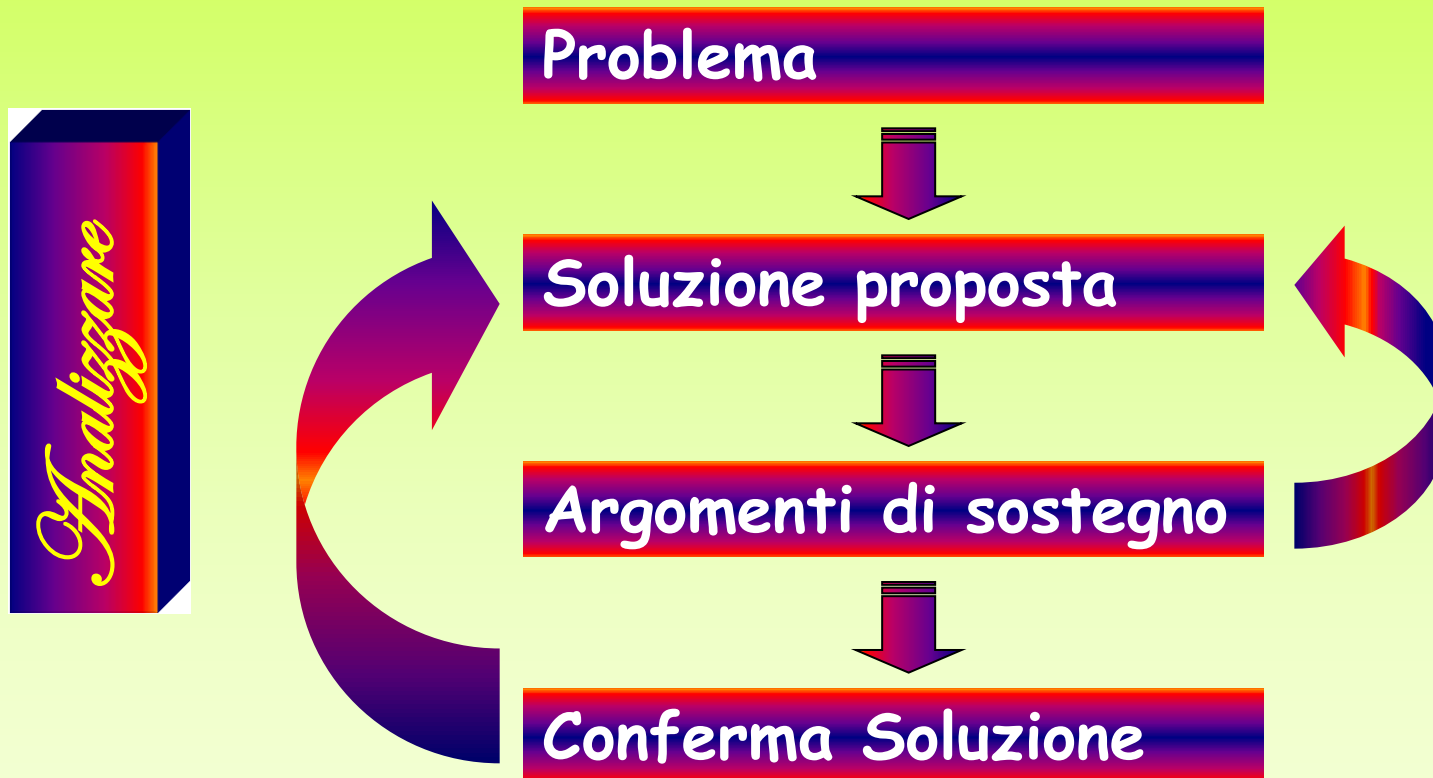 Analizzare
Problema
Soluzione proposta
Argomenti di sostegno
Conferma Soluzione